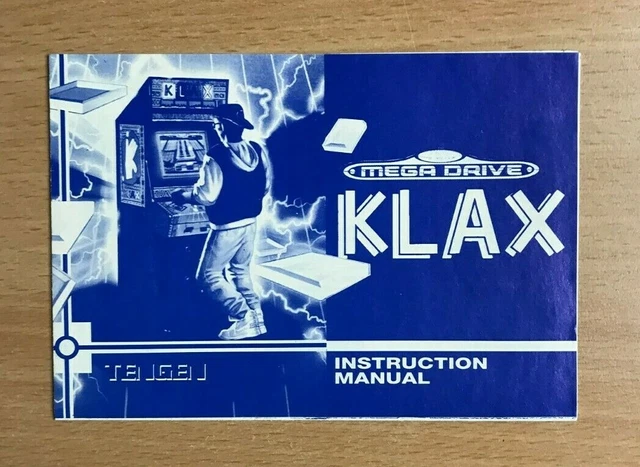 KLAX
MEGA DRIVE
KLAX
TENGEN
INSTRUCTION
MANUAL